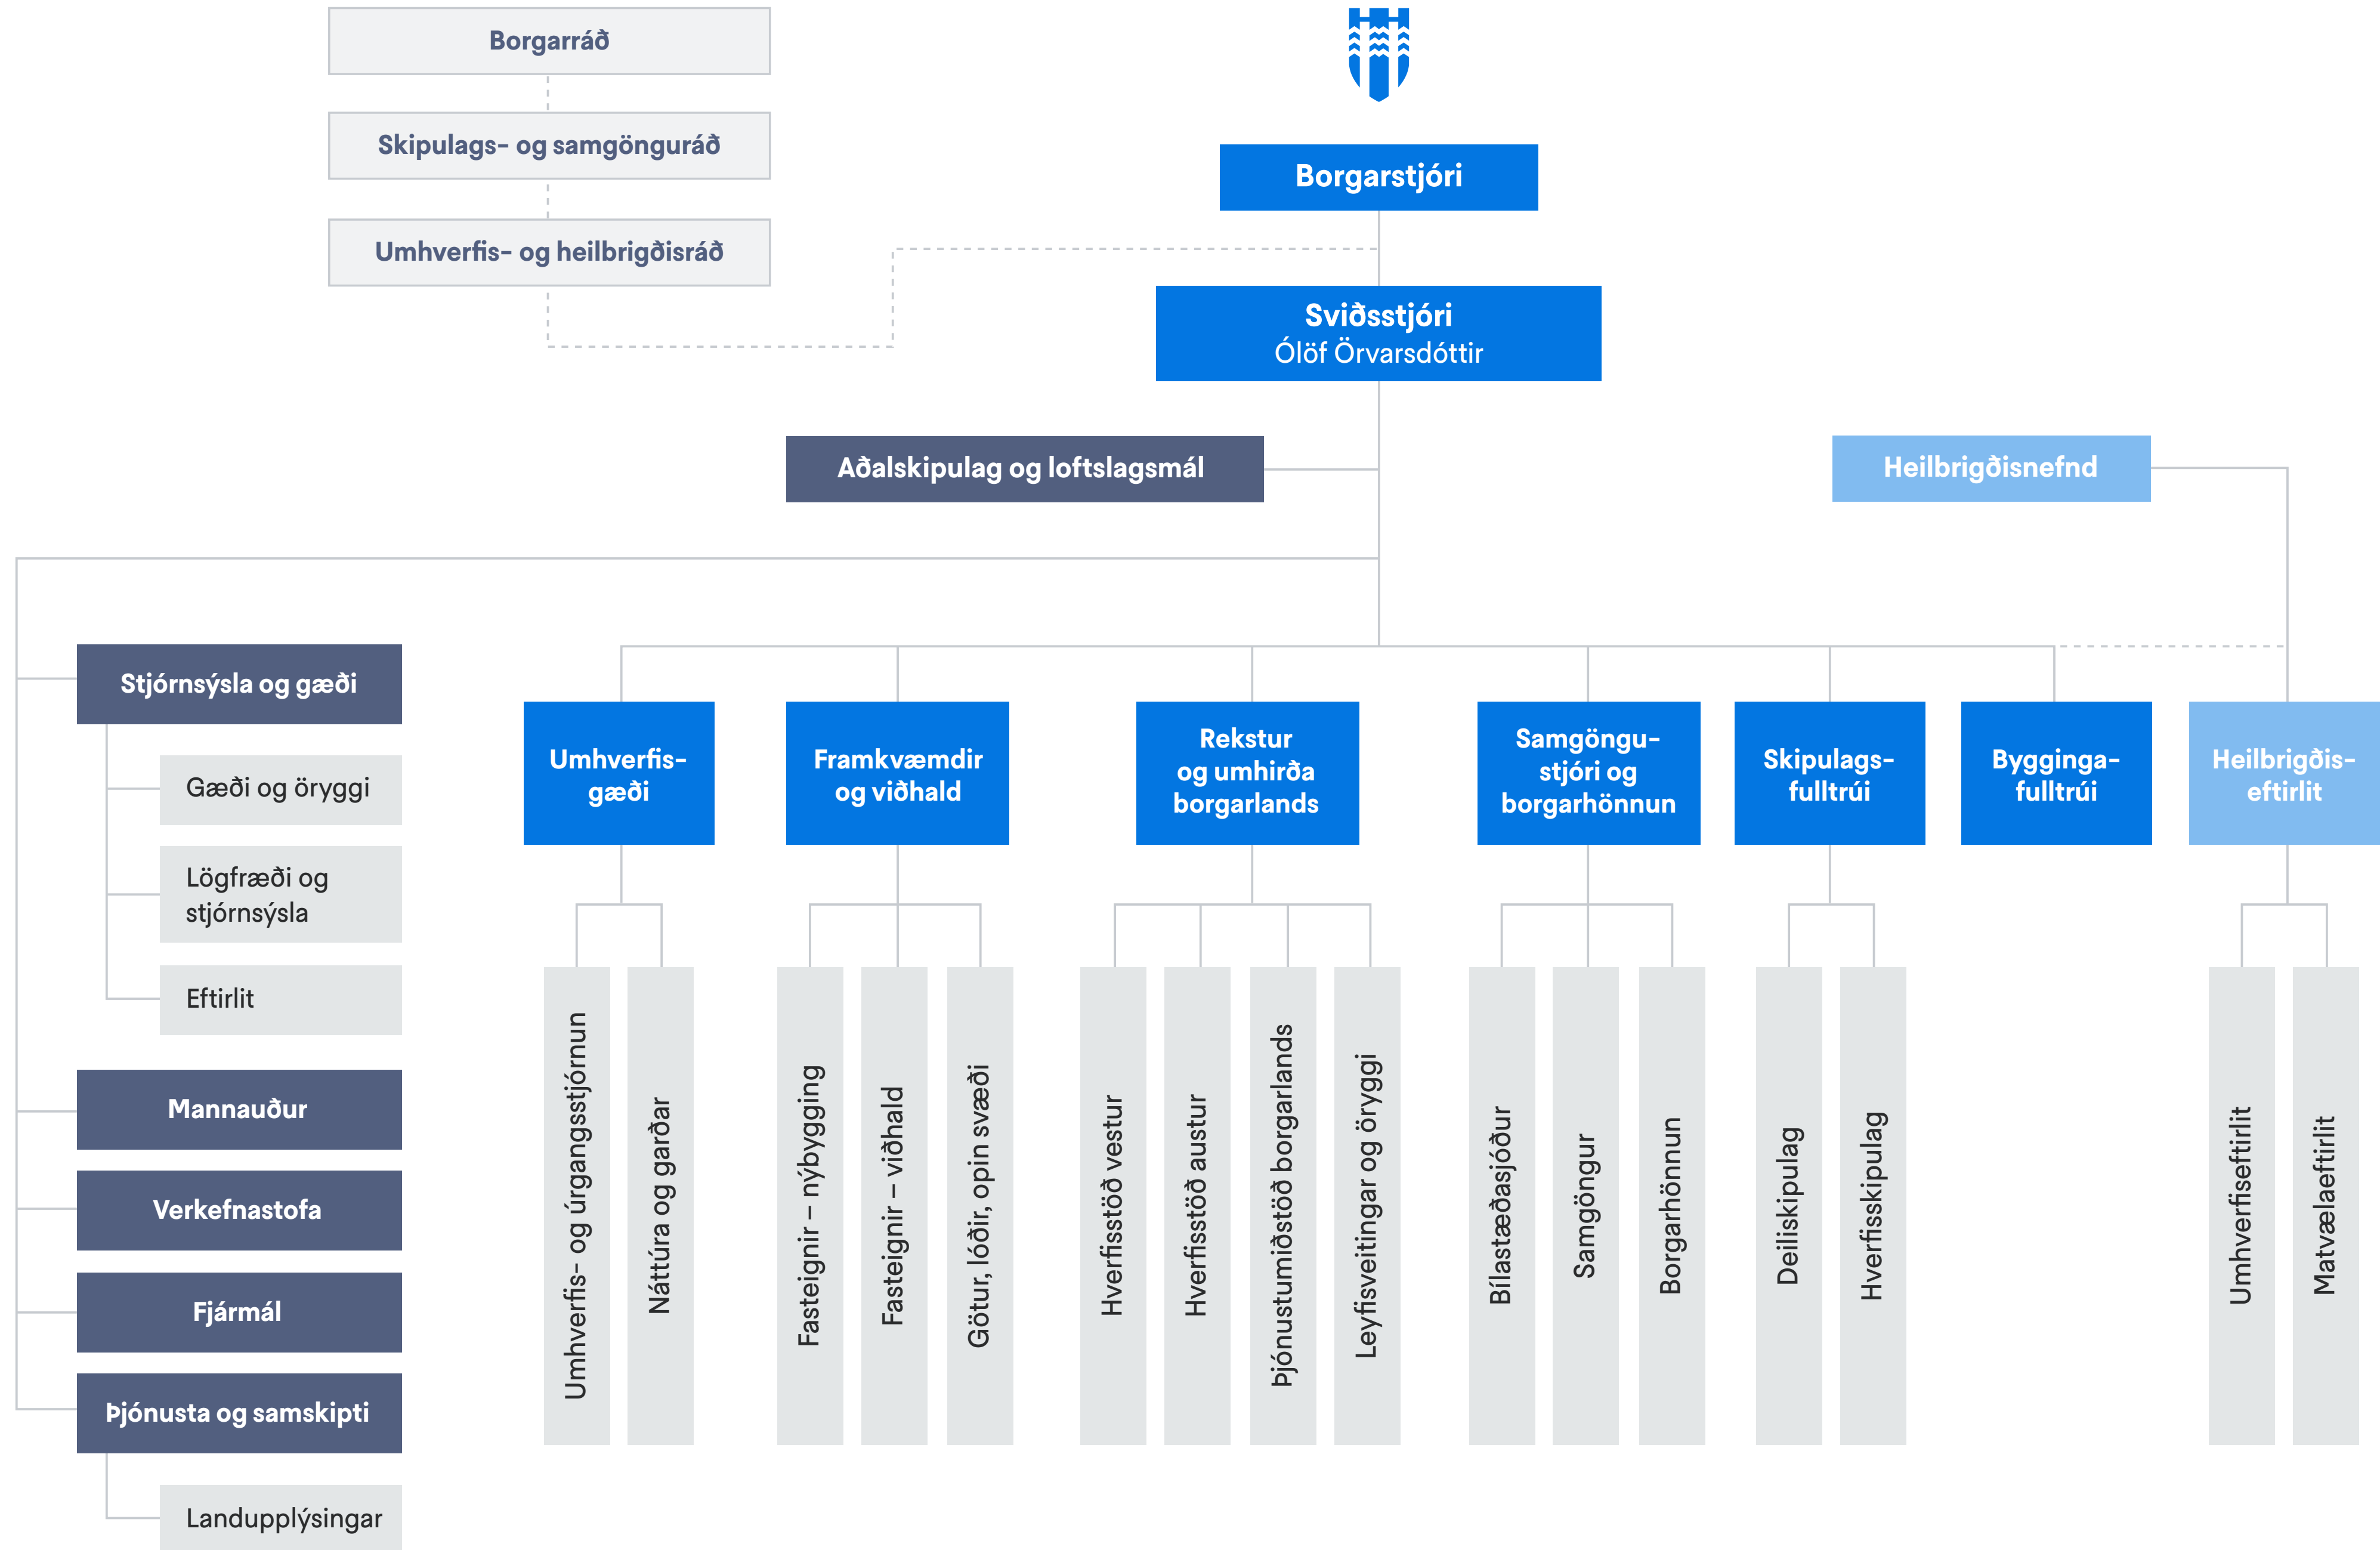 Borgarráð
Skipulags- og samgönguráð
Umhverfis- og heilbrigðisráð
Borgarstjóri
Sviðsstjóri
Ólöf Örvarsdóttir
Aðalskipulag og loftslagsmál
Heilbrigðisnefnd
Stjórnsýsla og gæði
Gæði og öryggi
Lögfræði og
stjórnsýsla
Eftirlit
Mannauður
Verkefnastofa
Fjármál
Þjónusta og samskipti
Landupplýsingar
Umhverfis-
gæði
Umhverfis- og úrgangsstjórnun
Náttúra og garðar
Framkvæmdir
og viðhald
Fasteignir – nýbygging
Fasteignir – viðhald
Götur, lóðir, opin svæði
Rekstur
og umhirða
borgarlands
Hverfisstöð vestur
Hverfisstöð austur
Þjónustumiðstöð borgarlands
Leyfisveitingar og öryggi
Samgöngu-
stjóri og
borgarhönnun
Bílastæðasjóður
Samgöngur
Borgarhönnun
Skipulags-
fulltrúi
Deiliskipulag
Hverfisskipulag
Bygginga-
fulltrúi
Heilbrigðis-
eftirlit
Umhverfiseftirlit
Matvælaeftirlit